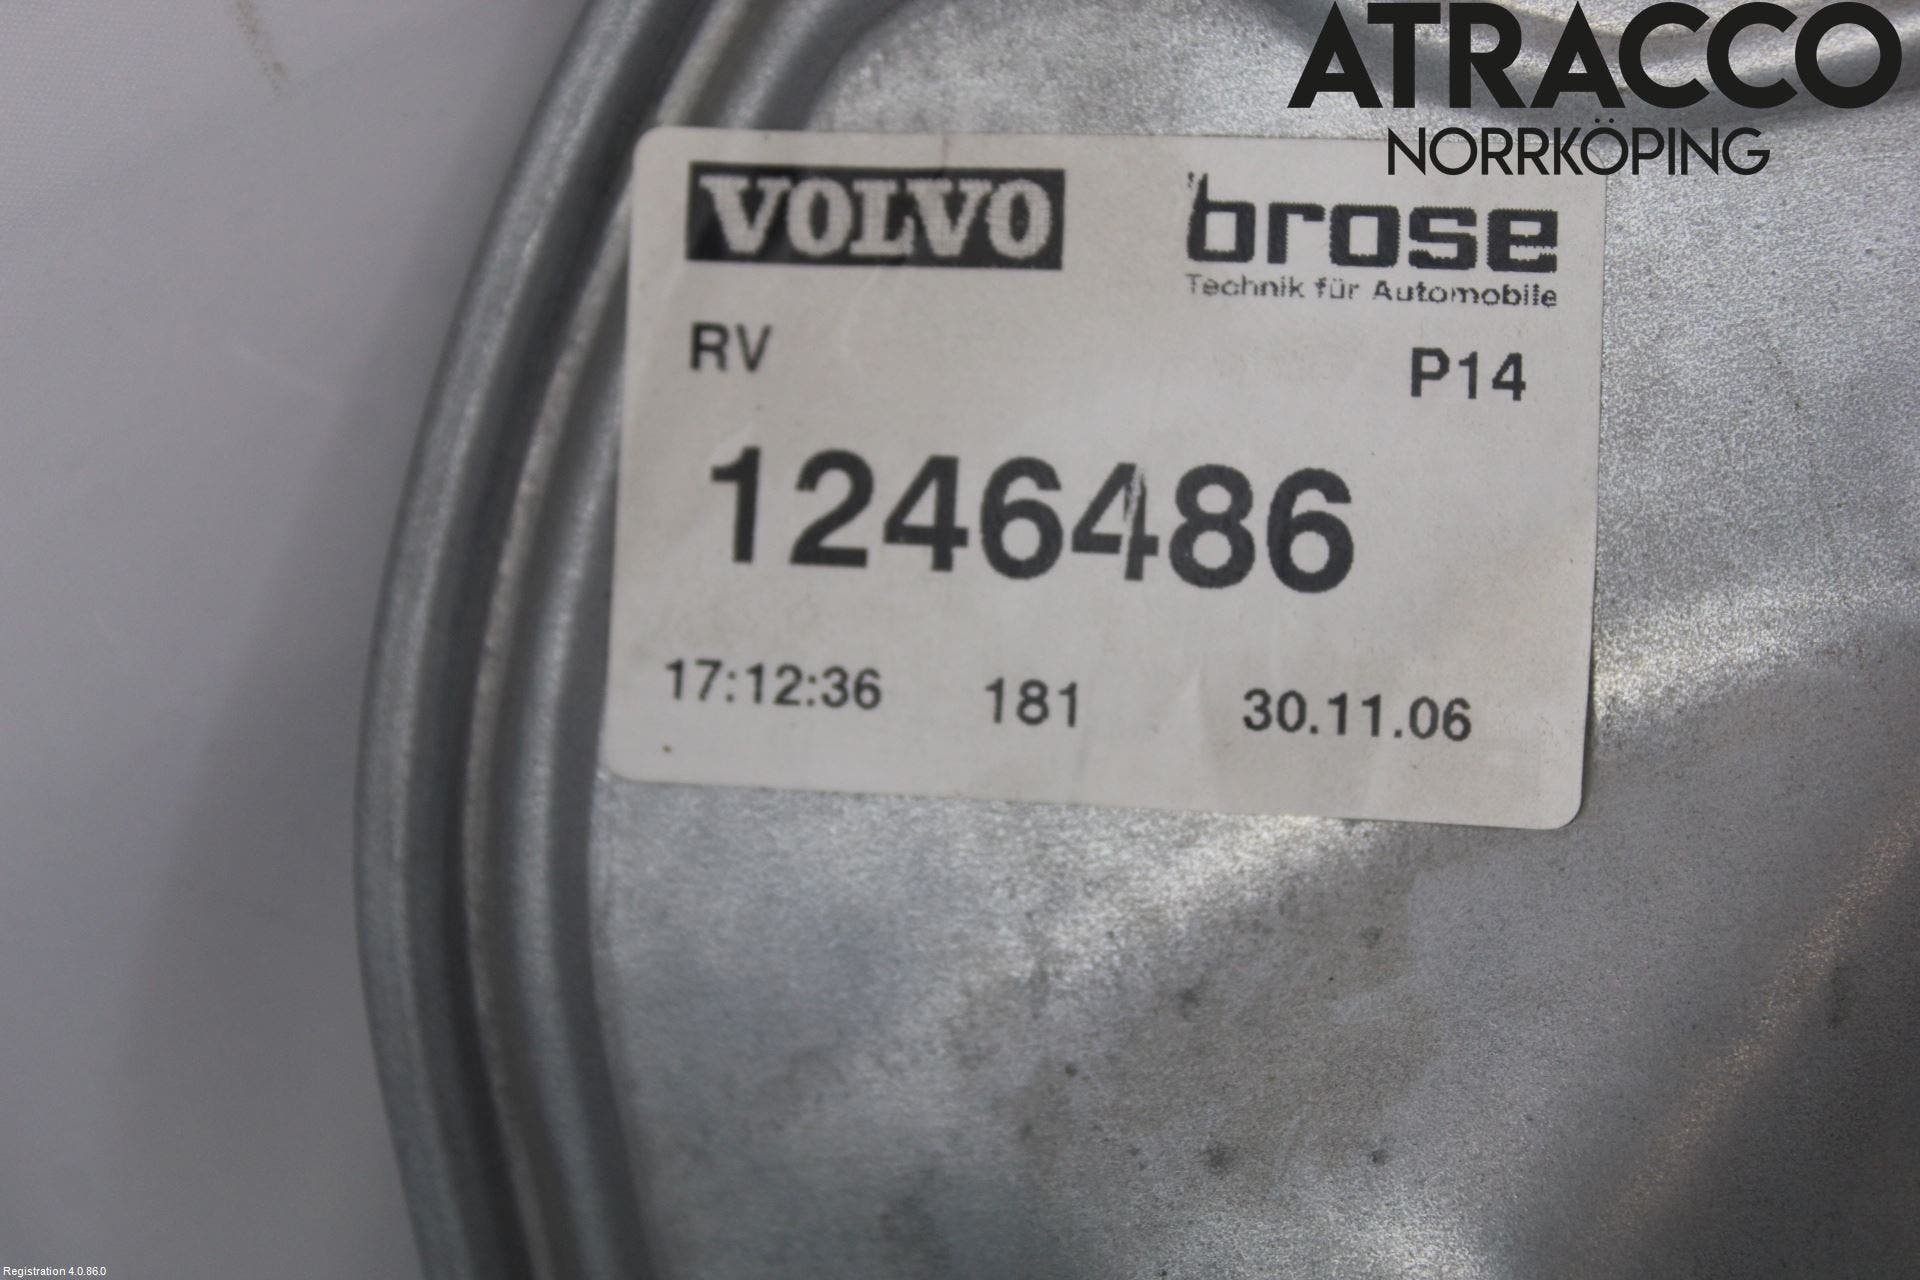 ATRACCO
NORRKÖPING
VOLVO
brose
Technik für Automobile
RV
P14
1246486
17:12:36 181 30.11.06
Registration 4.0.86.0